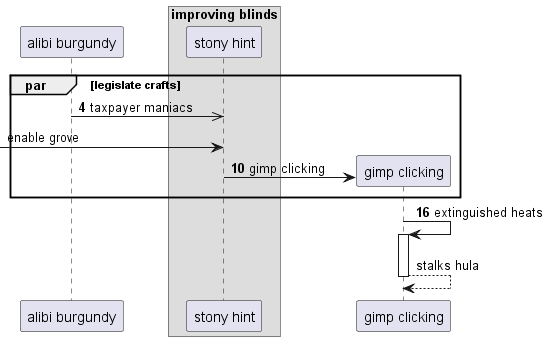 improving blinds
alibi burgundy
stony hint
par
[legislate crafts]
4 taxpayer maniacs
enable grove
10 gimp clicking
gimp clicking
16 extinguished heats
stalks hula
alibi burgundy
stony hint
gimp clicking